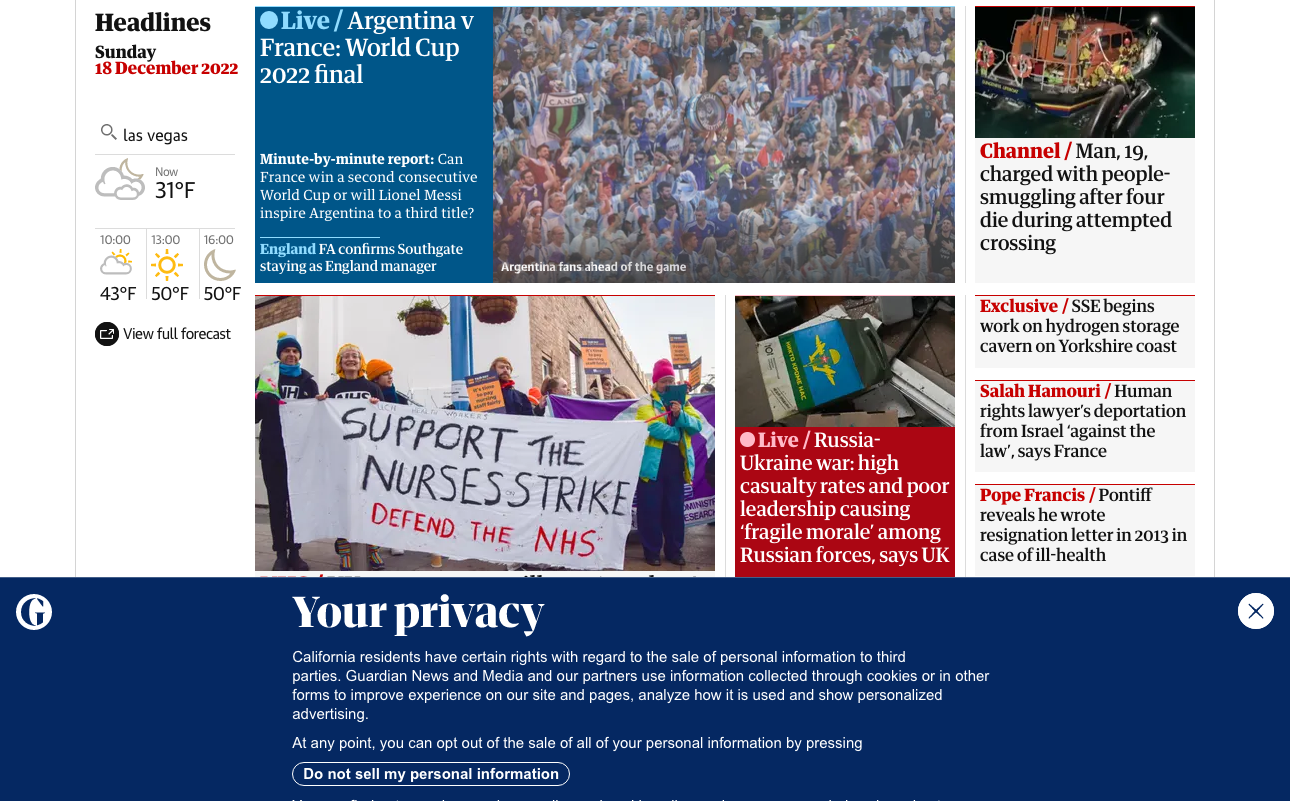 Headlines
Sunday
18 December 2022
las vegas
Now
31°F
10:00
13:00
16:00
43°F
50°F
50°F
View full forecast
Live / Argentina v
France: World Cup
2022 final
Minute-by-minute report: Can
France win a second consecutive
World Cup or will Lionel Messi
inspire Argentina to a third title?
England FA confirms Southgate
staying as England manager
Argentina fans ahead of the game
Channel / Man, 19,
charged with people-
smuggling after four
die during attempted
crossing
SUPPORT THE
NURSES STRIKE
DEFEND THE NHS
Live / Russia-
Ukraine war: high
casualty rates and poor
leadership causing
‘fragile morale’ among
Russian forces, says UK
Exclusive / SSE begins
work on hydrogen storage
cavern on Yorkshire coast
Salah Hamouri / Human
rights lawyer’s deportation
from Israel ‘against the
law’, says France
Pope Francis / Pontiff
reveals he wrote
resignation letter in 2013 in
case of ill-health
Your privacy
California residents have certain rights with regard to the sale of personal information to third
parties. Guardian News and Media and our partners use information collected through cookies or in other
forms to improve experience on our site and pages, analyze how it is used and show personalized
advertising.
At any point, you can opt out of the sale of all of your personal information by pressing
Do not sell my personal information